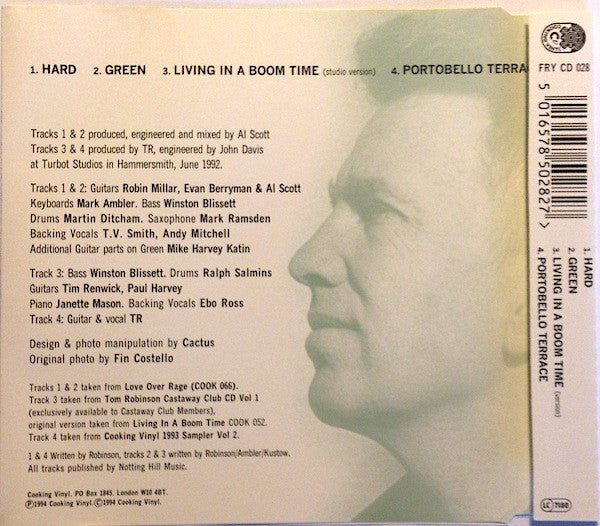 1. HARD 2. GREEN 3. LIVING IN A BOOM TIME (studio version) 4. PORTOBELLO TERRACE
Tracks 1 & 2 produced, engineered and mixed by Al Scott
Tracks 3 & 4 produced by TR, engineered by John Davis
at Turbot Studios in Hammersmith, June 1992.
Tracks 1 & 2: Guitars Robin Millar, Evan Berryman & Al Scott
Keyboards Mark Ambler. Bass Winston Blissett
Drums Martin Ditcham. Saxophone Mark Ramsden
Backing Vocals T.V. Smith, Andy Mitchell
Additional Guitar parts on Green Mike Harvey Katin
Track 3: Bass Winston Blissett. Drums Ralph Salmins
Guitars Tim Renwick, Paul Harvey
Piano Janette Mason. Backing Vocals Ebo Ross
Track 4: Guitar & vocal TR
Design & photo manipulation by Cactus
Original photo by Fin Costello
Tracks 1 & 2 taken from Love Over Rage (COOK 066).
Track 3 taken from Tom Robinson Castaway Club CD Vol 1
(exclusively available to Castaway Club Members),
original version taken from Living In A Boom Time COOK 052.
Track 4 taken from Cooking Vinyl 1993 Sampler Vol 2.
1 & 4 Written by Robinson, tracks 2 & 3 written by Robinson/Ambler/Kustow.
All tracks published by Notting Hill Music.
Cooking Vinyl. PO Box 1845. London W10 4BT.
Ⓟ1994 Cooking Vinyl.Ⓒ1994 Cooking Vinyl.
FRY CD 028
5 016578 502827 >
1. HARD
2. GREEN
3. LIVING IN A BOOM TIME (version)
4. PORTOBELLO TERRACE
LC 7180